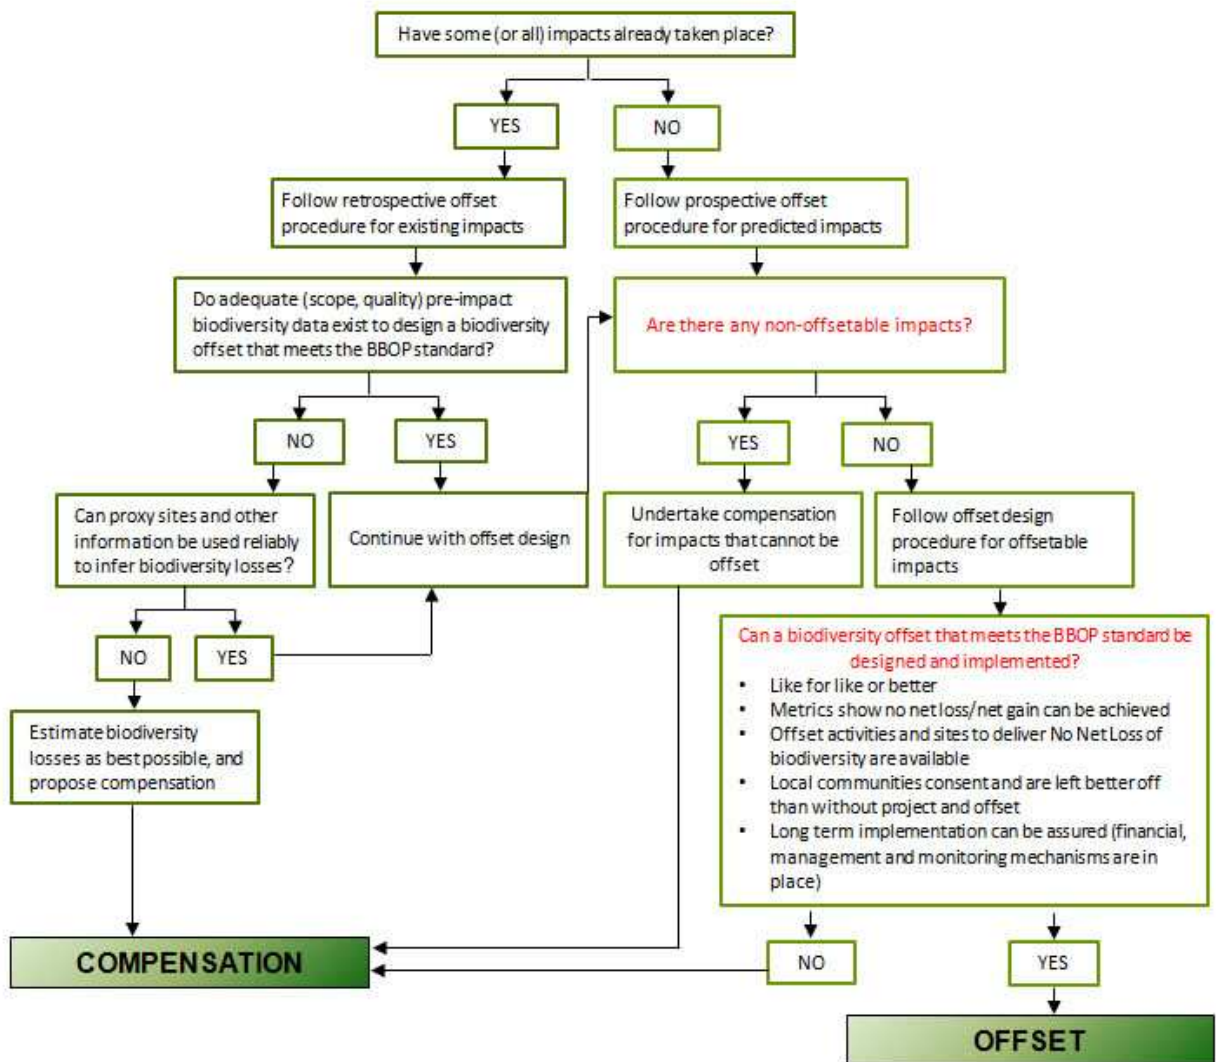 Have some (or all) impacts already taken place?
YES
NO
Follow retrospective offset
procedure for existing impacts
Follow prospective offset
procedure for predicted impacts
Do adequate (scope, quality) pre-impact
biodiversity data exist to design a biodiversity
offset that meets the BBOP standard?
Are there any non-offsetable impacts?
NO
YES
YES
NO
Can proxy sites and other
information be used reliably
to infer biodiversity losses?
Continue with offset design
Undertake compensation
for impacts that cannot be
offset
Follow offset design
procedure for offsetable
impacts
NO
YES
Can a biodiversity offset that meets the BBOP standard be
designed and implemented?
• Like for like or better
• Metrics show no net loss/net gain can be achieved
• Offset activities and sites to deliver No Net Loss of
biodiversity are available
• Local communities consent and are left better off
than without project and offset
• Long term implementation can be assured (financial,
management and monitoring mechanisms are in
place)
Estimate biodiversity
losses as best possible, and
propose compensation
COMPENSATION
NO
YES
OFFSET